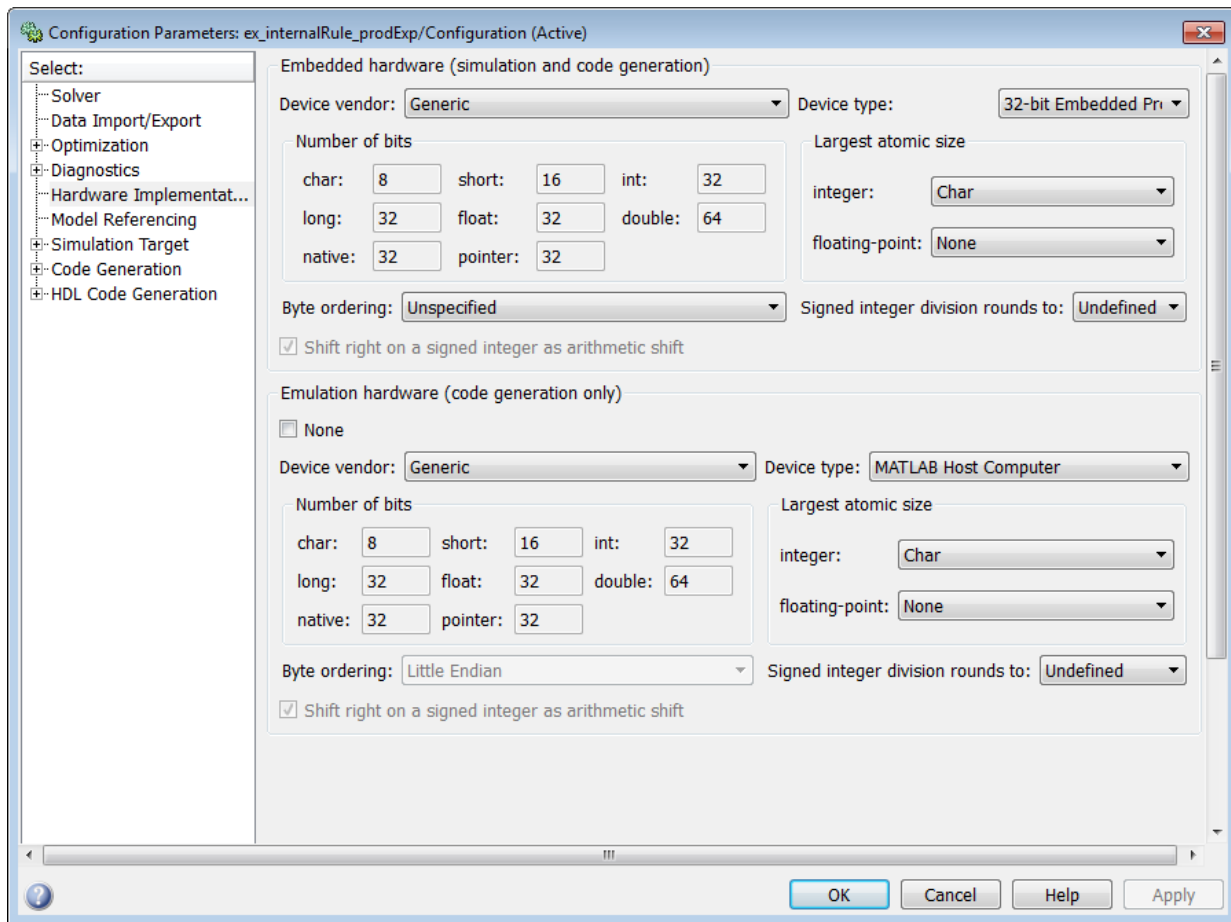 Configuration Parameters: ex_internalRule_prodExp/Configuration (Active)
Select:
Solver
Data Import/Export
Optimization
Diagnostics
Hardware Implementat...
Model Referencing
Simulation Target
Code Generation
HDL Code Generation
Embedded hardware (simulation and code generation)
Device vendor: Generic Device type: 32-bit Embedded Pro
Number of bits Largest atomic size
char: 8 short: 16 int: 32
integer: Char
long: 32 float: 32 double: 64
floating-point: None
native: 32 pointer: 32
Byte ordering: Unspecified Signed integer division rounds to: Undefined
Shift right on a signed integer as arithmetic shift
Emulation hardware (code generation only)
None
Device vendor: Generic Device type: MATLAB Host Computer
Number of bits Largest atomic size
char: 8 short: 16 int: 32
integer: Char
long: 32 float: 32 double: 64
floating-point: None
native: 32 pointer: 32
Byte ordering: Little Endian Signed integer division rounds to: Undefined
Shift right on a signed integer as arithmetic shift
OK Cancel Help Apply